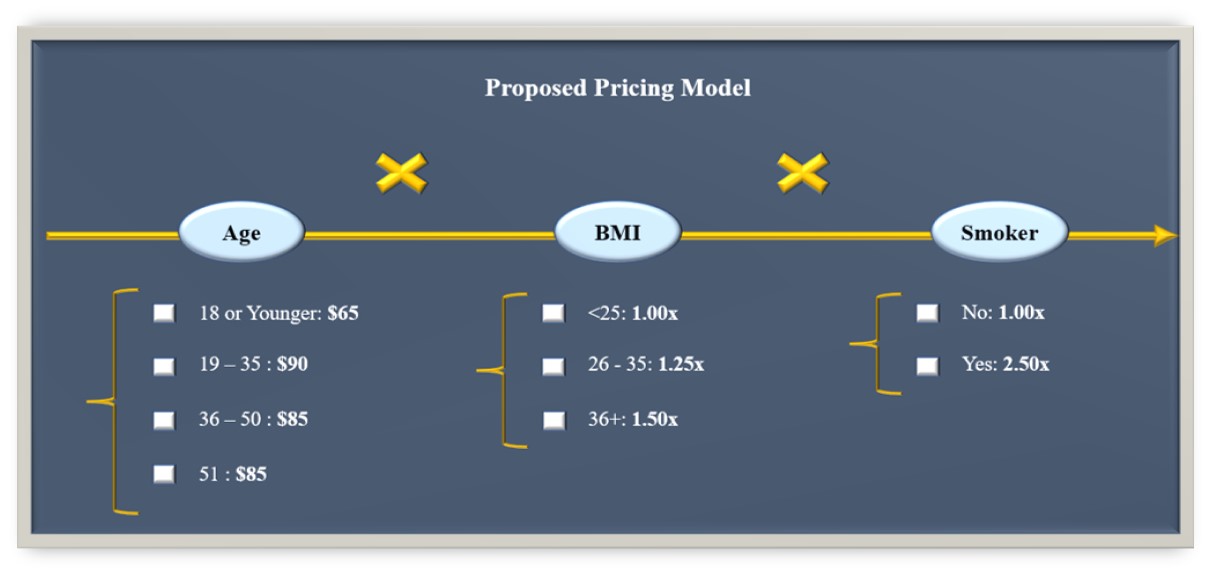 Proposed Pricing Model
Age
BMI
Smoker
18 or Younger: $65
19 – 35 : $90
36 – 50 : $85
51 : $85
<25: 1.00x
26 - 35: 1.25x
36+: 1.50x
No: 1.00x
Yes: 2.50x